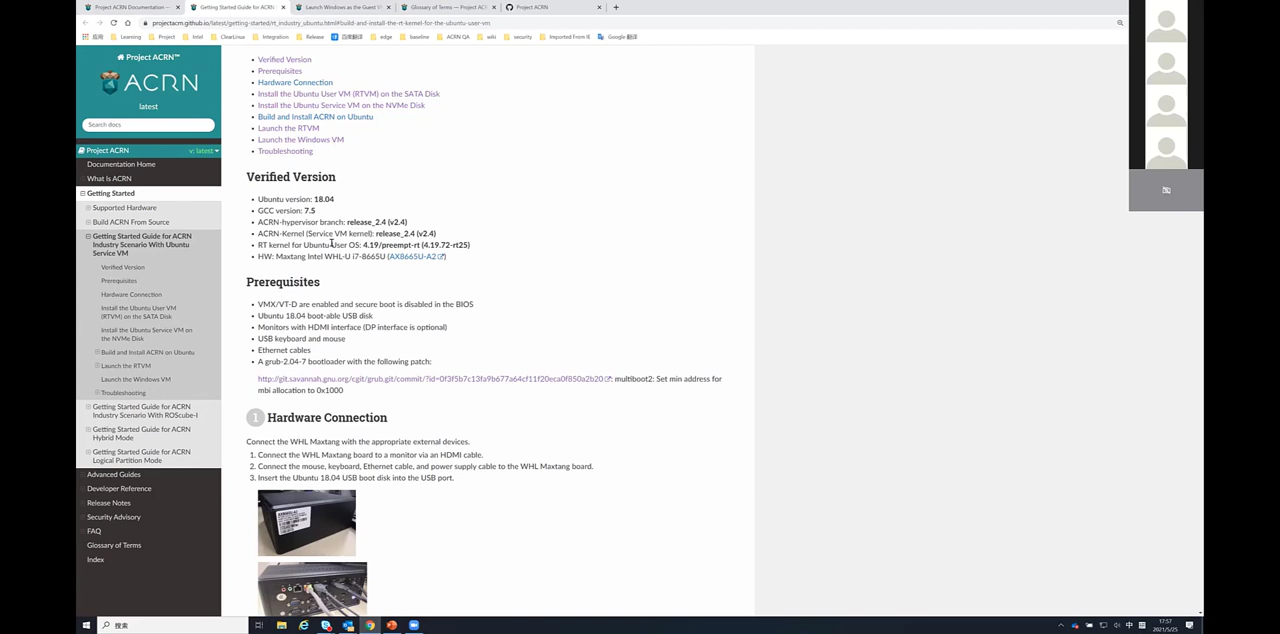 Project ACRN Documentation —
Getting Started Guide for ACRN
Launch Windows as the Guest V
Glossary of Terms — Project AC
Project ACRN
projectacrn.github.io/latest/getting-started/rt_industry_ubuntu.html#build-and-install-the-rt-kernel-for-the-ubuntu-user-vm
应用
Learning
Project
Intel
ClearLinux
Integration
Release
百度翻译
edge
baseline
ACRN QA
wiki
security
Imported From IE
Google 翻译
Project ACRN™
ACRN
latest
Search docs
Project ACRN
v: latest
Documentation Home
What Is ACRN
Getting Started
Supported Hardware
Build ACRN From Source
Getting Started Guide for ACRN
Industry Scenario With Ubuntu
Service VM
Verified Version
Prerequisites
Hardware Connection
Install the Ubuntu User VM
(RTVM) on the SATA Disk
Install the Ubuntu Service VM on
the NVMe Disk
Build and Install ACRN on Ubuntu
Launch the RTVM
Launch the Windows VM
Troubleshooting
Getting Started Guide for ACRN
Industry Scenario With ROScube-I
Getting Started Guide for ACRN
Hybrid Mode
Getting Started Guide for ACRN
Logical Partition Mode
Advanced Guides
Developer Reference
Release Notes
Security Advisory
FAQ
Glossary of Terms
Index
• Verified Version
• Prerequisites
• Hardware Connection
• Install the Ubuntu User VM (RTVM) on the SATA Disk
• Install the Ubuntu Service VM on the NVMe Disk
• Build and Install ACRN on Ubuntu
• Launch the RTVM
• Launch the Windows VM
• Troubleshooting
Verified Version
• Ubuntu version: 18.04
• GCC version: 7.5
• ACRN-hypervisor branch: release_2.4 (v2.4)
• ACRN-Kernel (Service VM kernel): release_2.4 (v2.4)
• RT kernel for Ubuntu User OS: 4.19/preempt-rt (4.19.72-rt25)
• HW: Maxtang Intel WHL-U i7-8665U (AX8665U-A2)
Prerequisites
• VMX/VT-D are enabled and secure boot is disabled in the BIOS
• Ubuntu 18.04 boot-able USB disk
• Monitors with HDMI interface (DP interface is optional)
• USB keyboard and mouse
• Ethernet cables
• A grub-2.04-7 bootloader with the following patch:
http://git.savannah.gnu.org/cgit/grub.git/commit/?id=0f3f5b7c13fa9b677a64cf11f20eca0f850a2b20 : multiboot2: Set min address for
mbi allocation to 0x1000
1 Hardware Connection
Connect the WHL Maxtang with the appropriate external devices.
1. Connect the WHL Maxtang board to a monitor via an HDMI cable.
2. Connect the mouse, keyboard, Ethernet cable, and power supply cable to the WHL Maxtang board.
3. Insert the Ubuntu 18.04 USB boot disk into the USB port.
搜索
中
17:57
2021/5/25